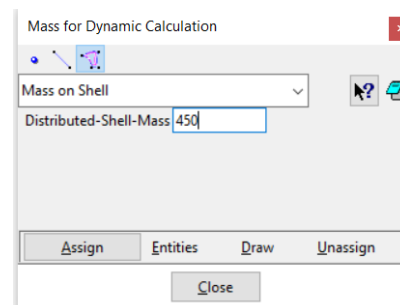 Mass for Dynamic Calculation
Mass on Shell
?
Distributed-Shell-Mass 450
Assign Entities Draw Unassign
Close